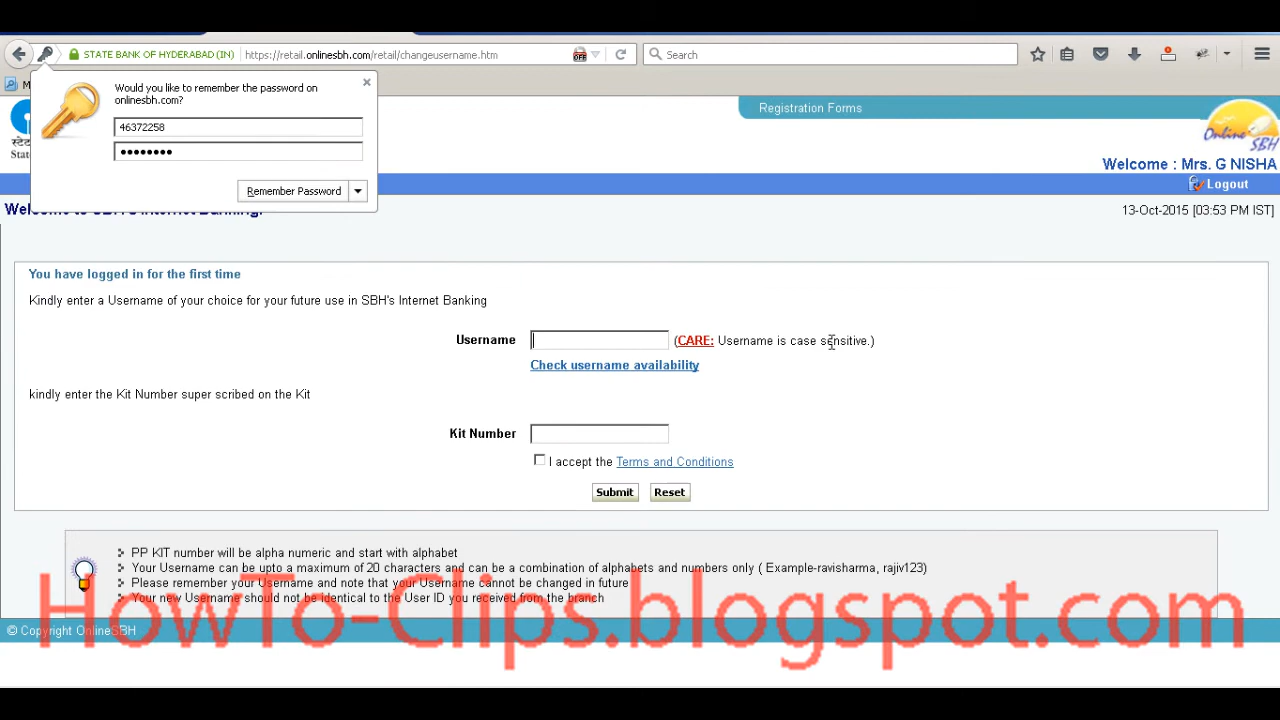 STATE BANK OF HYDERABAD (IN)
https://retail.onlinesbh.com/retail/changeusername.htm
OFF
Search
Would you like to remember the password on
onlinesbh.com?
46372258
Remember Password
Registration Forms
Online
SBH
Welcome : Mrs. G NISHA
Logout
13-Oct-2015 [03:53 PM IST]
You have logged in for the first time
Kindly enter a Username of your choice for your future use in SBH's Internet Banking
Username
(CARE: Username is case sensitive.)
Check username availability
kindly enter the Kit Number super scribed on the Kit
Kit Number
I accept the Terms and Conditions
Submit
Reset
PP KIT number will be alpha numeric and start with alphabet
Your Username can be upto a maximum of 20 characters and can be a combination of alphabets and numbers only ( Example-ravisharma, rajiv123)
Please remember your Username and note that your Username cannot be changed in future
Your new Username should not be identical to the User ID you received from the branch
HowTo-Clips.blogspot.com
© Copyright OnlineSBH